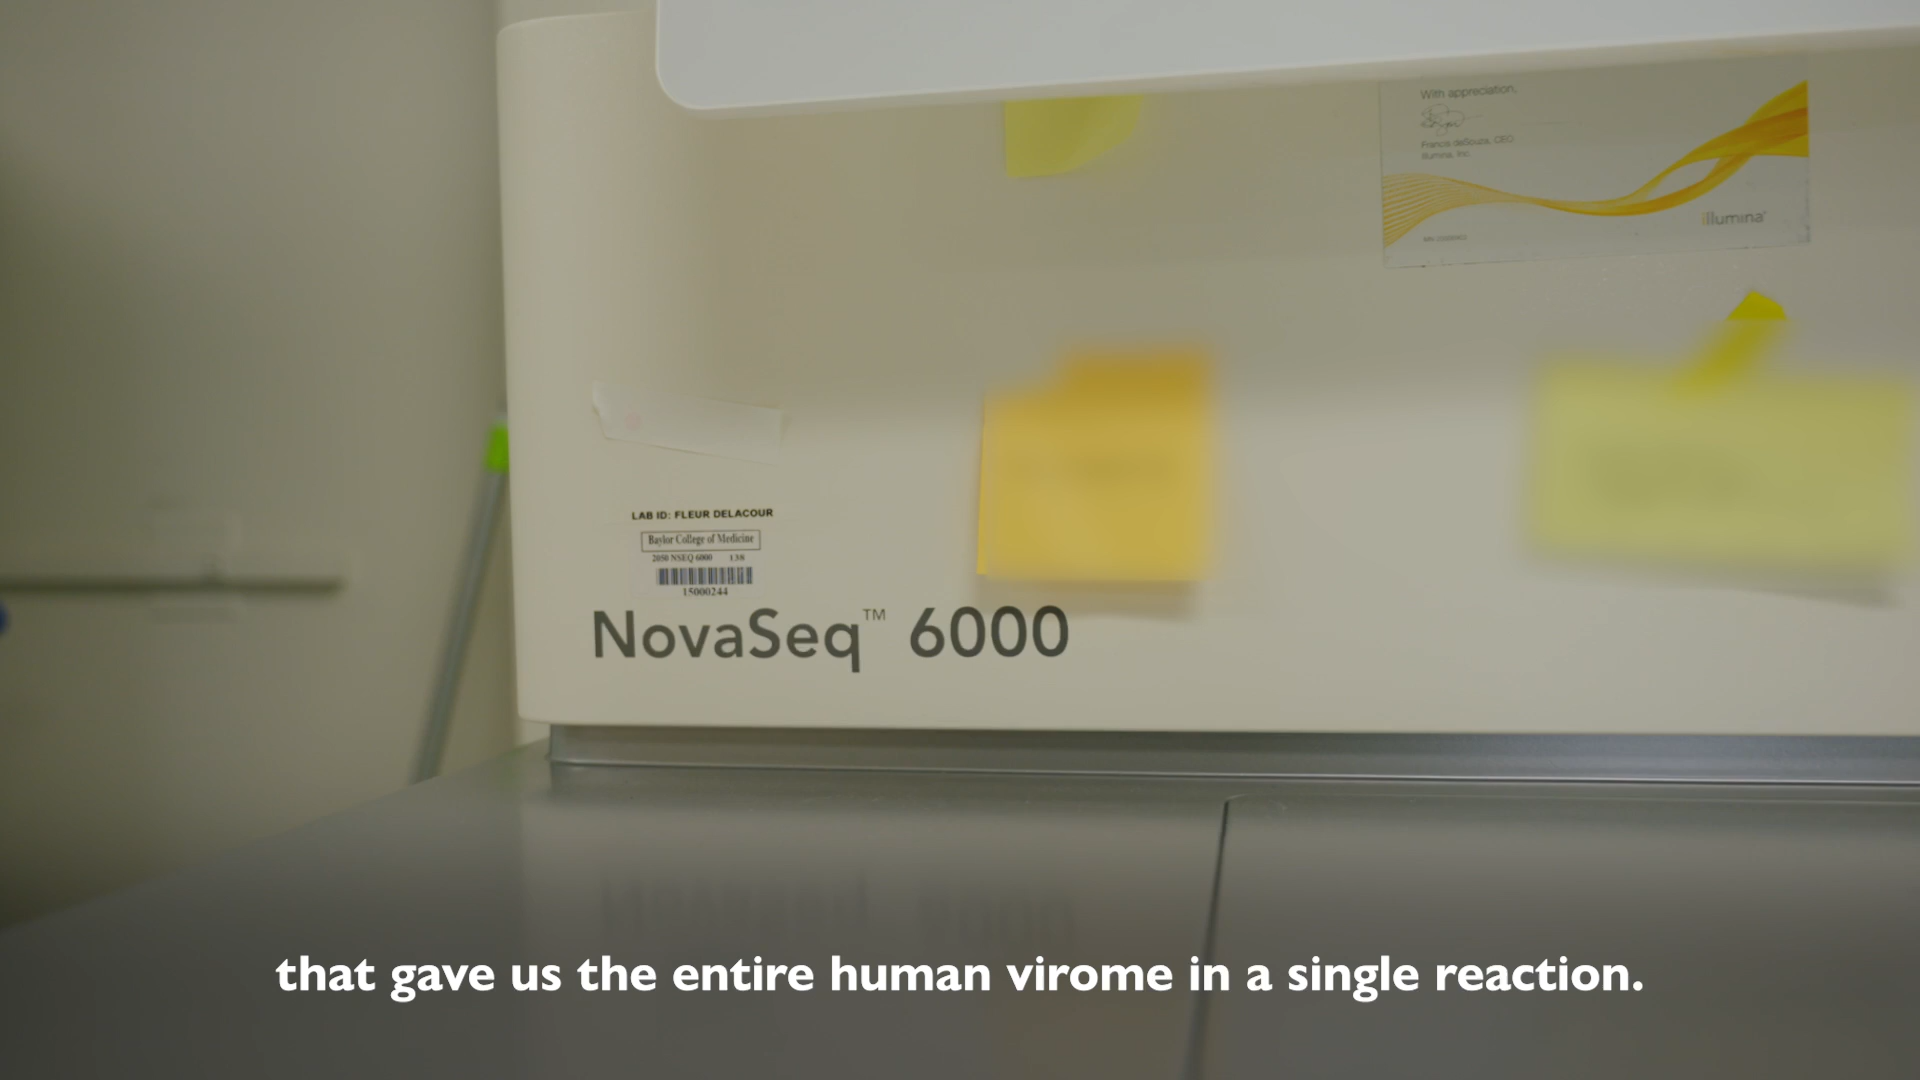 With appreciation,
Francis deSouza, CEO
Illumina, Inc.
illumina
LAB ID: FLEUR DELACOUR
Baylor College of Medicine
2050 NSEQ 6000 138
15000244
NovaSeq™ 6000
that gave us the entire human virome in a single reaction.